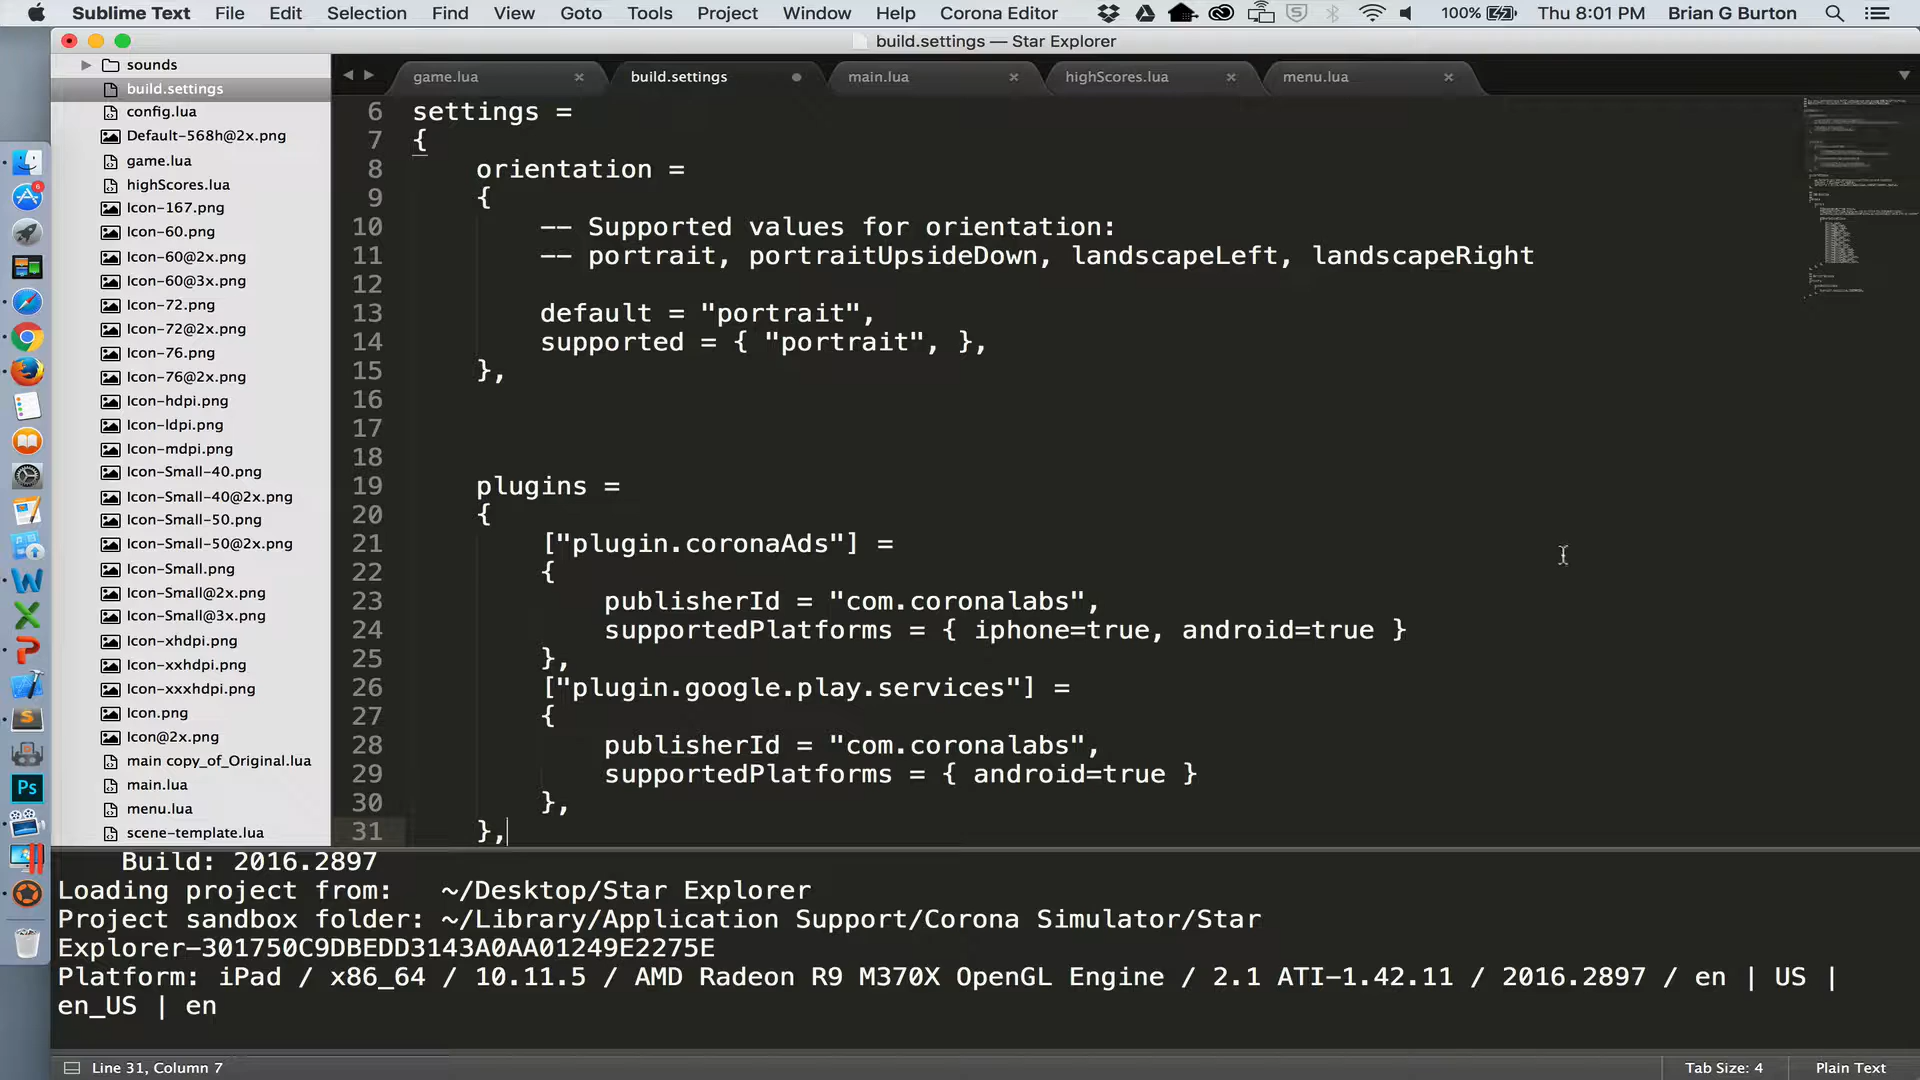 Sublime Text File Edit Selection Find View Goto Tools Project Window Help Corona Editor 100% Thu 8:01 PM Brian G Burton
build.settings — Star Explorer
sounds
build.settings
config.lua
Default-568h@2x.png
game.lua
highScores.lua
Icon-167.png
Icon-60.png
Icon-60@2x.png
Icon-60@3x.png
Icon-72.png
Icon-72@2x.png
Icon-76.png
Icon-76@2x.png
Icon-hdpi.png
Icon-ldpi.png
Icon-mdpi.png
Icon-Small-40.png
Icon-Small-40@2x.png
Icon-Small-50.png
Icon-Small-50@2x.png
Icon-Small.png
Icon-Small@2x.png
Icon-Small@3x.png
Icon-xhdpi.png
Icon-xxhdpi.png
Icon-xxxhdpi.png
Icon.png
Icon@2x.png
main copy_of_Original.lua
main.lua
menu.lua
scene-template.lua
game.lua build.settings main.lua highScores.lua menu.lua
6 settings =
7 {
8 orientation =
9 {
10 -- Supported values for orientation:
11 -- portrait, portraitUpsideDown, landscapeLeft, landscapeRight
12
13 default = "portrait",
14 supported = { "portrait", },
15 },
16
17
18
19 plugins =
20 {
21 ["plugin.coronaAds"] =
22 {
23 publisherId = "com.coronalabs",
24 supportedPlatforms = { iphone=true, android=true }
25 },
26 ["plugin.google.play.services"] =
27 {
28 publisherId = "com.coronalabs",
29 supportedPlatforms = { android=true }
30 },
31 },
Build: 2016.2897
Loading project from: ~/Desktop/Star Explorer
Project sandbox folder: ~/Library/Application Support/Corona Simulator/Star
Explorer-301750C9DBEDD3143A0AA01249E2275E
Platform: iPad / x86_64 / 10.11.5 / AMD Radeon R9 M370X OpenGL Engine / 2.1 ATI-1.42.11 / 2016.2897 / en | US |
en_US | en
Line 31, Column 7 Tab Size: 4 Plain Text
Ps